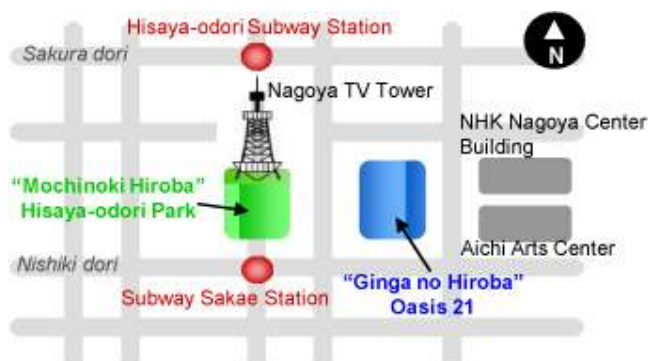 Hisaya-odori Subway Station
Sakura dori
N
Nagoya TV Tower
NHK Nagoya Center
Building
“Mochinoki Hiroba”
Hisaya-odori Park
Aichi Arts Center
Nishiki dori
“Ginga no Hiroba”
Oasis 21
Subway Sakae Station